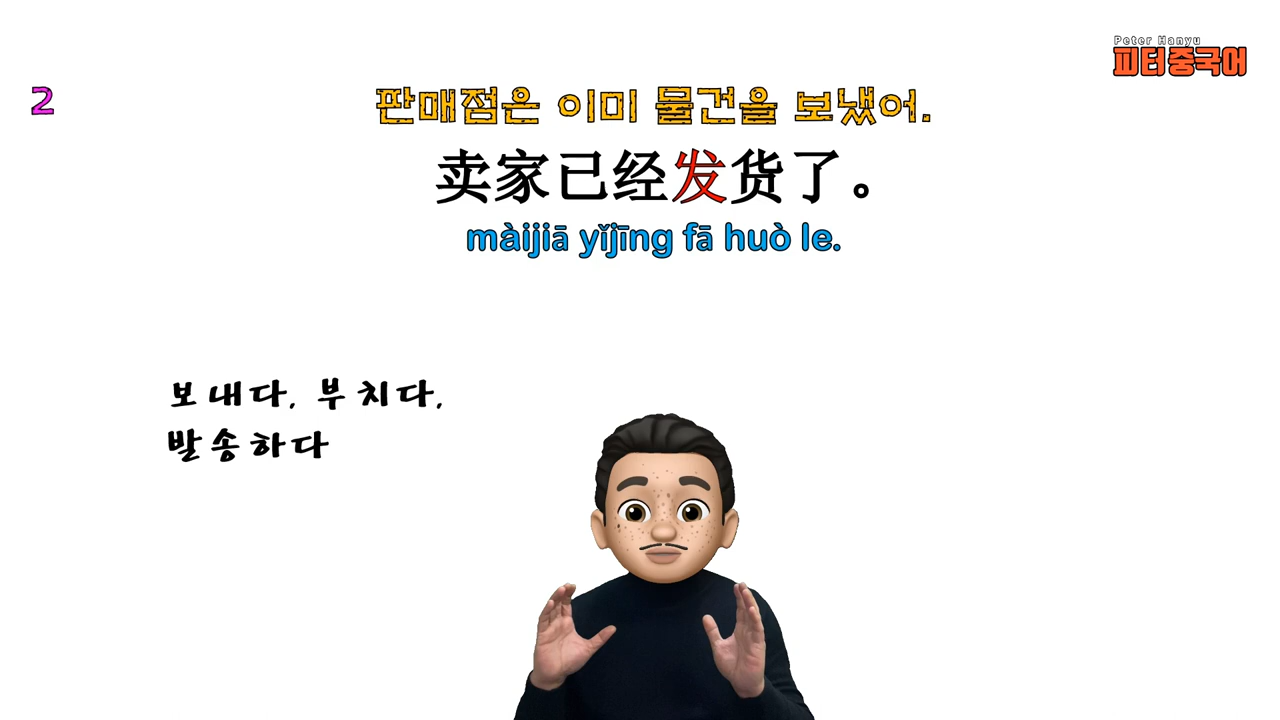 Peter Hanyu
피터중국어
2
판매점은 이미 물건을 보냈어.
卖家已经发货了。
màijiā yǐjīng fā huò le.
보내다, 부치다,
발송하다